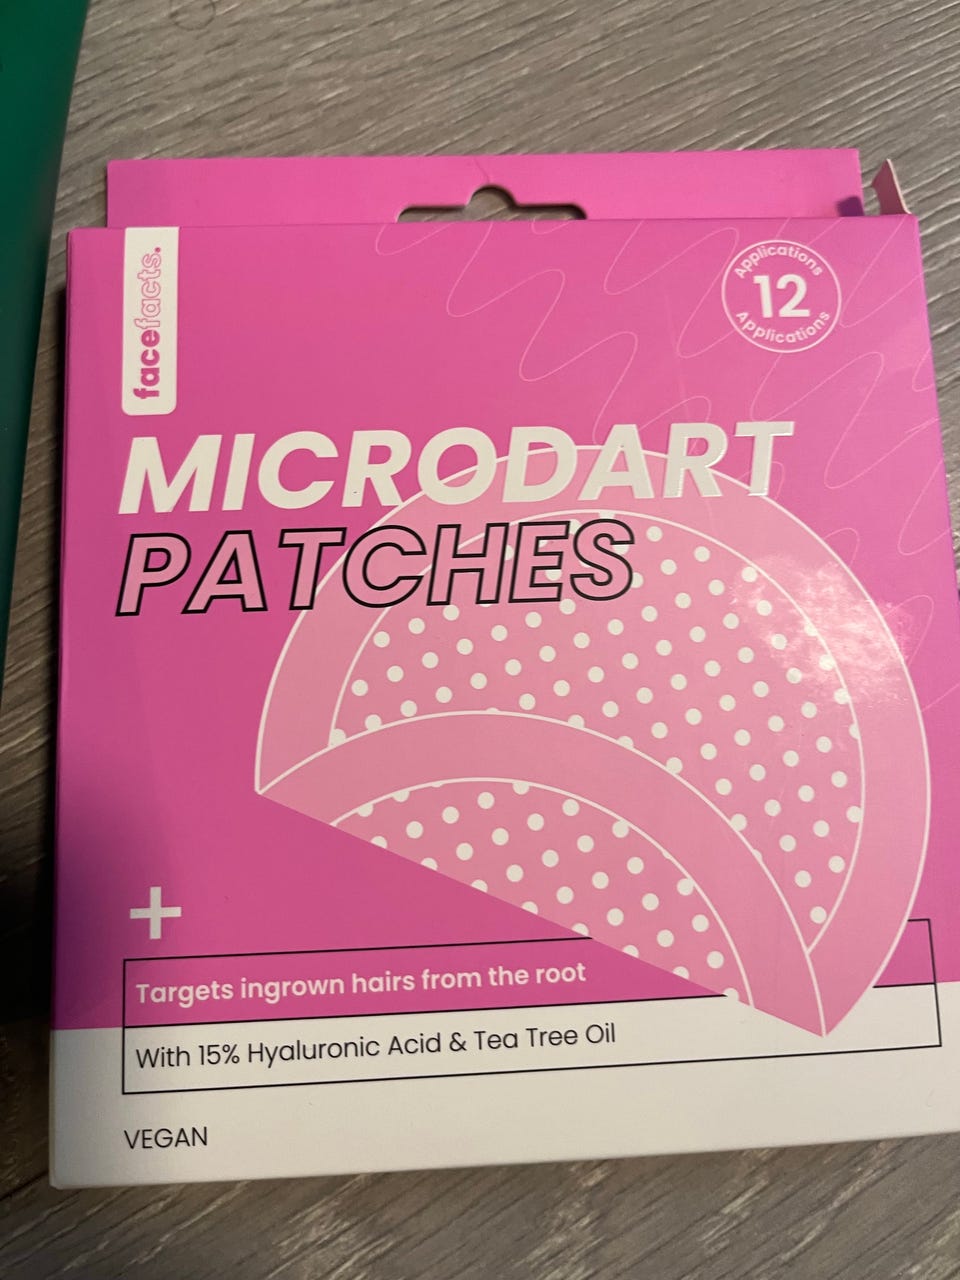 facefacts.
Applications
12
Applications
MICRODART
PATCHES
Targets ingrown hairs from the root
With 15% Hyaluronic Acid & Tea Tree Oil
VEGAN